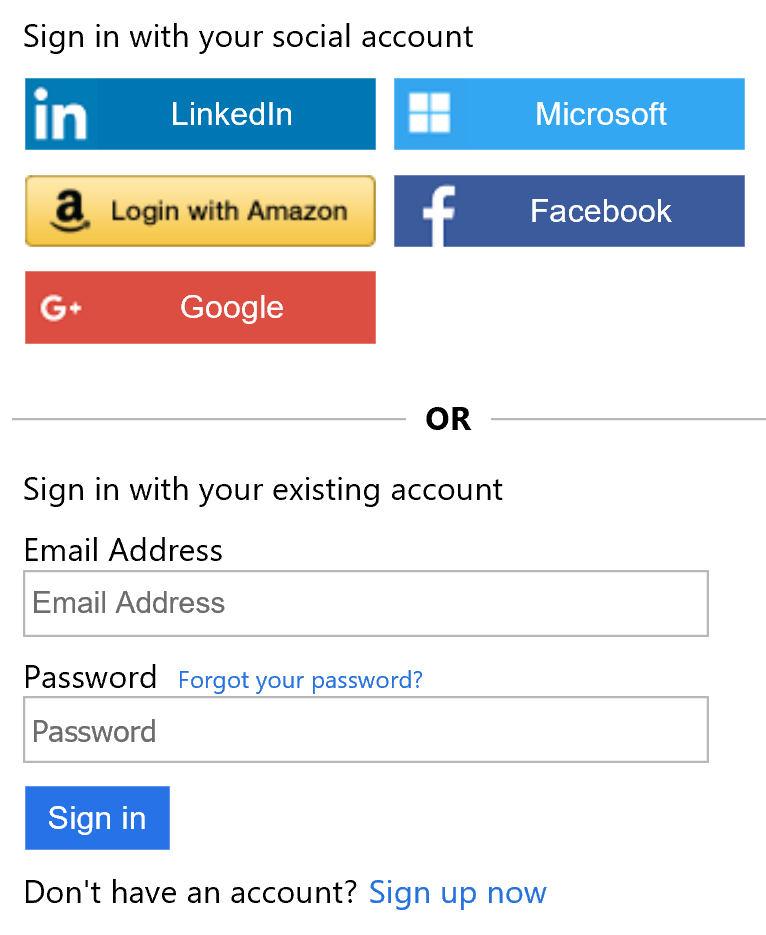 Sign in with your social account
in LinkedIn
Microsoft
a Login with Amazon
f Facebook
G+ Google
OR
Sign in with your existing account
Email Address
Email Address
Password Forgot your password?
Password
Sign in
Don't have an account? Sign up now